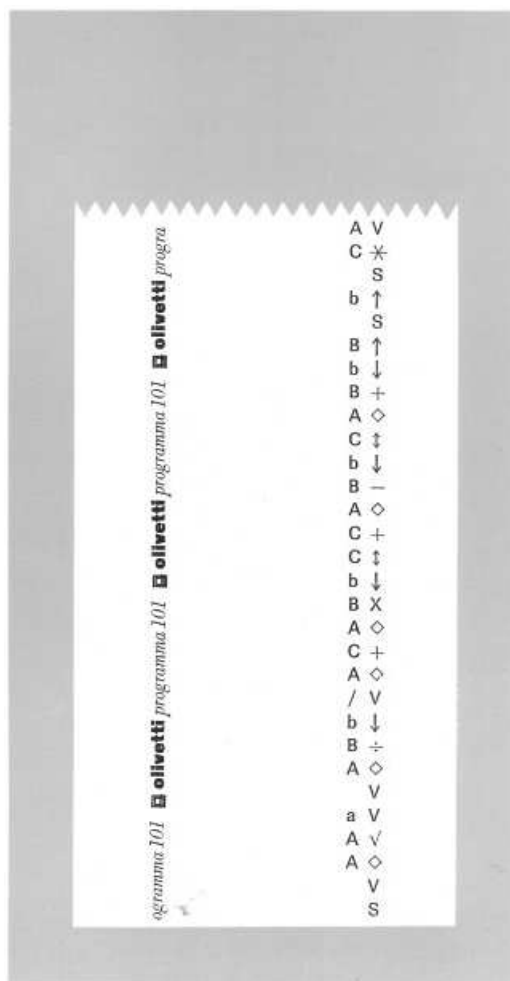 A V
C ⚹
S
b ↑
S
B ↑
b ↓
B +
A ◇
C ↕
b ↓
B −
A ◇
C +
C ↕
b ↓
B X
A ◇
C +
A ◇
/ V
b ↓
B ÷
A ◇
V
a V
A √
A ◇
V
S
ogramma 101 olivetti programma 101 olivetti programma 101 olivetti progra